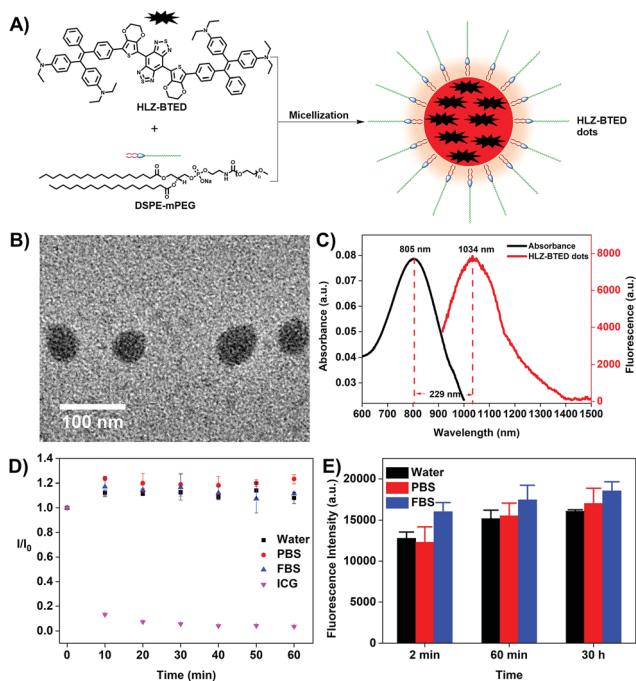 A)
S
N
N
S
N
N
O
O
S
S
O
O
N
N
N
N
HLZ-BTED
+
Micellization
HLZ-BTED
dots
O
O
O
O
H
O
P
O
O
ONa
N
H
O
O
O
n
DSPE-mPEG
B)
100 nm
C)
805 nm
1034 nm
Absorbance
HLZ-BTED dots
229 nm
0.08
0.07
0.06
0.05
0.04
0.03
Absorbance (a.u.)
8000
6000
4000
2000
0
Fluorescence (a.u.)
600 700 800 900 1000 1100 1200 1300 1400 1500
Wavelength (nm)
D)
1.4
1.2
1.0
0.8
0.6
0.4
0.2
0.0
I/I0
Water
PBS
FBS
ICG
0 10 20 30 40 50 60
Time (min)
E)
20000
15000
10000
5000
0
Fluorescence Intensity (a.u.)
Water
PBS
FBS
2 min 60 min 30 h
Time